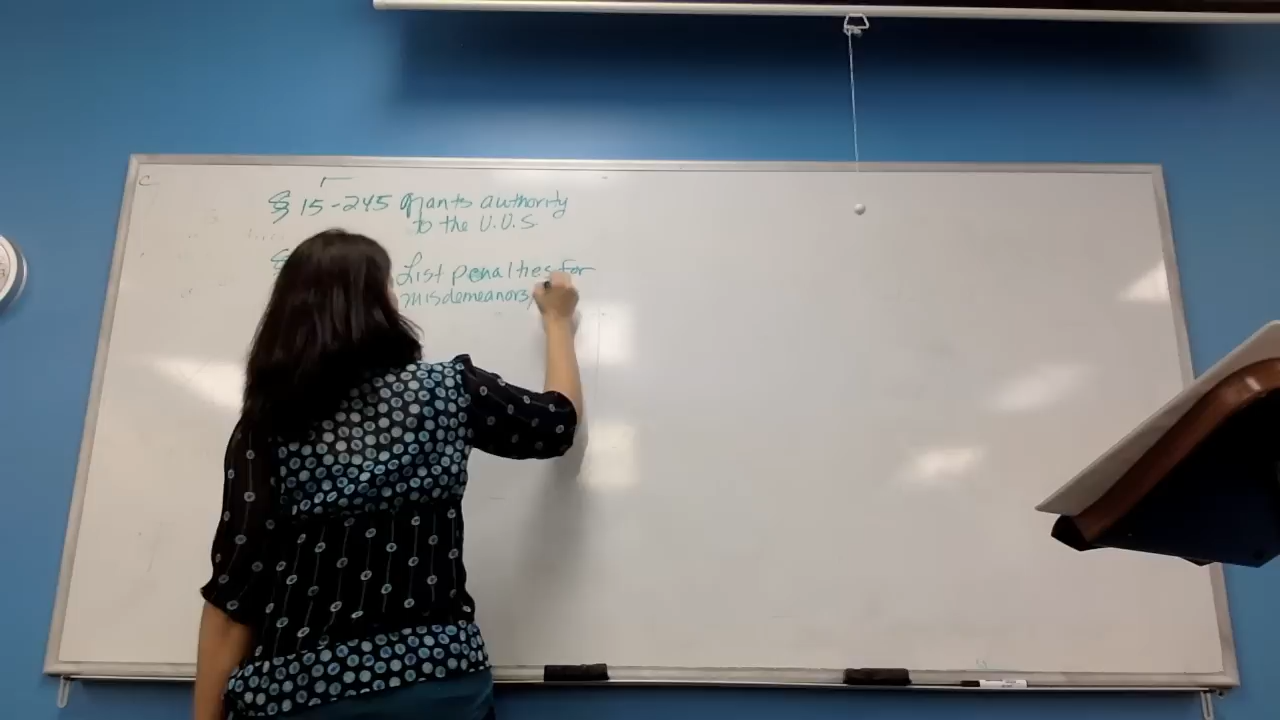 § 15-245 grants authority
to the U.U.S.
§
List penalties for
misdemeanors,